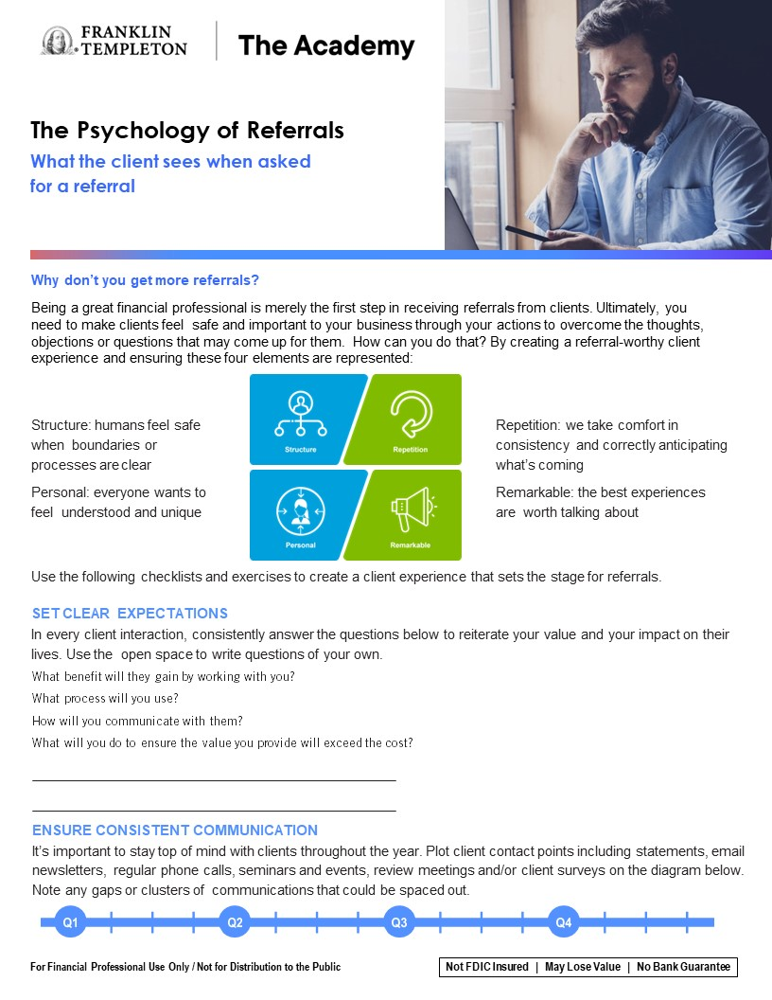 FRANKLIN
TEMPLETON
The Academy
The Psychology of Referrals
What the client sees when asked
for a referral
Why don't you get more referrals?
Being a great financial professional is merely the first step in receiving referrals from clients. Ultimately, you
need to make clients feel safe and important to your business through your actions to overcome the thoughts,
objections or questions that may come up for them. How can you do that? By creating a referral-worthy client
experience and ensuring these four elements are represented:
Structure: humans feel safe
when boundaries or
processes are clear
Personal: everyone wants to
feel understood and unique
Structure
Repetition
Personal
Remarkable
Repetition: we take comfort in
consistency and correctly anticipating
what's coming
Remarkable: the best experiences
are worth talking about
Use the following checklists and exercises to create a client experience that sets the stage for referrals.
SET CLEAR EXPECTATIONS
In every client interaction, consistently answer the questions below to reiterate your value and your impact on their
lives. Use the open space to write questions of your own.
What benefit will they gain by working with you?
What process will you use?
How will you communicate with them?
What will you do to ensure the value you provide will exceed the cost?
ENSURE CONSISTENT COMMUNICATION
It's important to stay top of mind with clients throughout the year. Plot client contact points including statements, email
newsletters, regular phone calls, seminars and events, review meetings and/or client surveys on the diagram below.
Note any gaps or clusters of communications that could be spaced out.
Q1 Q2 Q3 Q4
For Financial Professional Use Only / Not for Distribution to the Public
Not FDIC Insured | May Lose Value | No Bank Guarantee